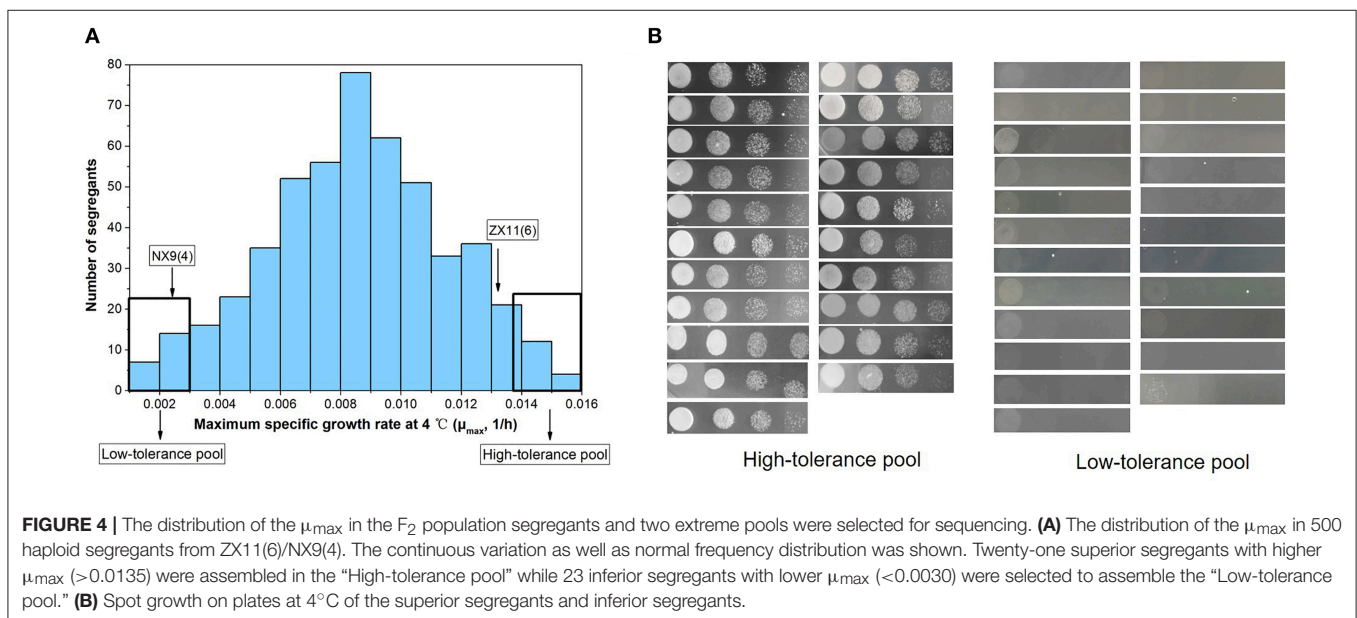 A
B
80
70
60
50
40
30
20
10
0
Number of segregants
NX9(4)
ZX11(6)
0.002 0.004 0.006 0.008 0.010 0.012 0.014 0.016
Maximum specific growth rate at 4 ℃ (μmax, 1/h)
Low-tolerance pool
High-tolerance pool
High-tolerance pool
Low-tolerance pool
FIGURE 4 | The distribution of the μmax in the F2 population segregants and two extreme pools were selected for sequencing. (A) The distribution of the μmax in 500
haploid segregants from ZX11(6)/NX9(4). The continuous variation as well as normal frequency distribution was shown. Twenty-one superior segregants with higher
μmax (>0.0135) were assembled in the “High-tolerance pool” while 23 inferior segregants with lower μmax (<0.0030) were selected to assemble the “Low-tolerance
pool.” (B) Spot growth on plates at 4°C of the superior segregants and inferior segregants.